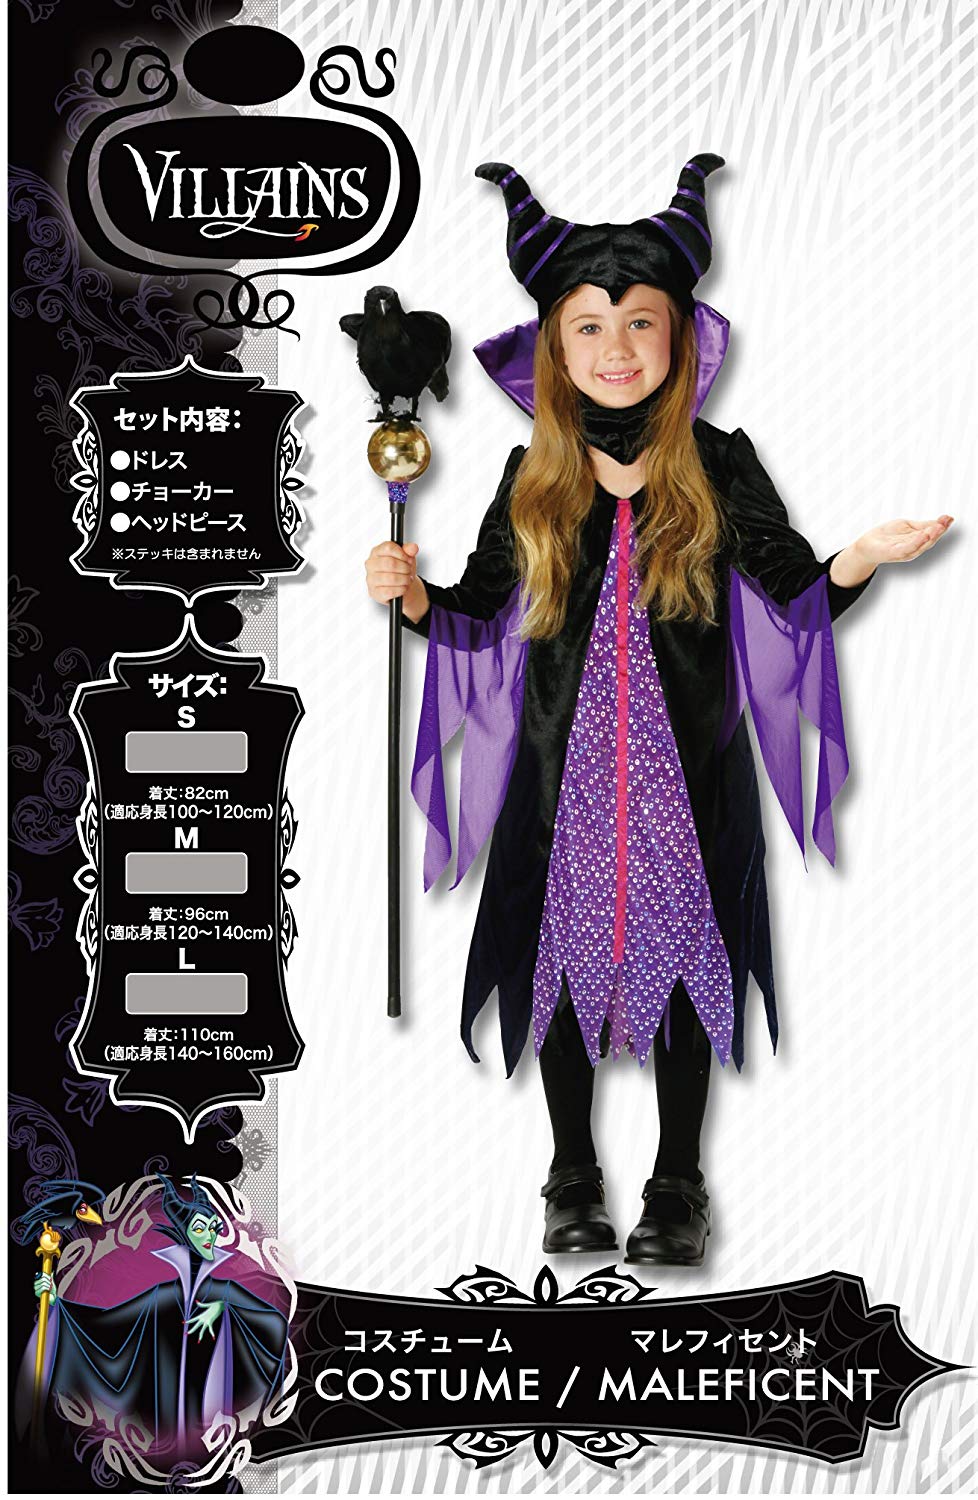 VILLAINS
セット内容：
●ドレス
●チョーカー
●ヘッドピース
※ステッキは含まれません
サイズ：
S
着丈：82cm
（適応身長100〜120cm）
M
着丈：96cm
（適応身長120〜140cm）
L
着丈：110cm
（適応身長140〜160cm）
コスチューム マレフィセント
COSTUME / MALEFICENT